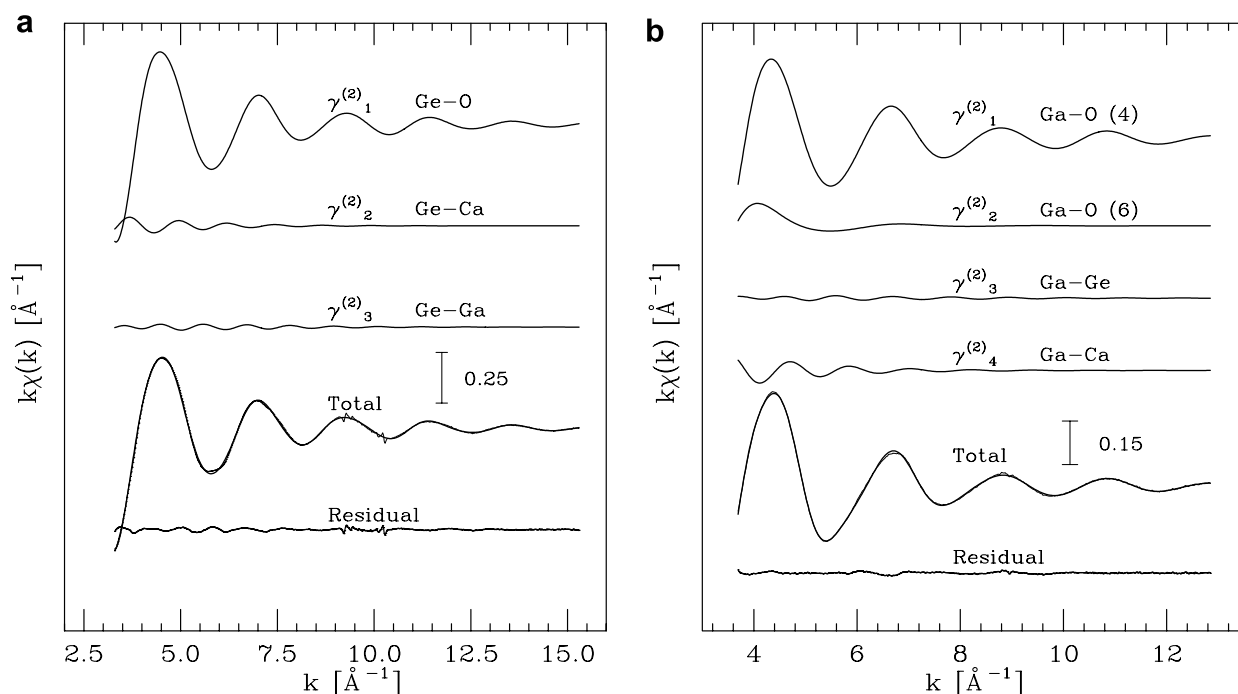 a
kχ(k) [Å⁻¹]
γ⁽²⁾₁ Ge–O
γ⁽²⁾₂ Ge–Ca
γ⁽²⁾₃ Ge–Ga
0.25
Total
Residual
2.5 5.0 7.5 10.0 12.5 15.0
k [Å⁻¹]
b
kχ(k) [Å⁻¹]
γ⁽²⁾₁ Ga–O (4)
γ⁽²⁾₂ Ga–O (6)
γ⁽²⁾₃ Ga–Ge
γ⁽²⁾₄ Ga–Ca
0.15
Total
Residual
4 6 8 10 12
k [Å⁻¹]